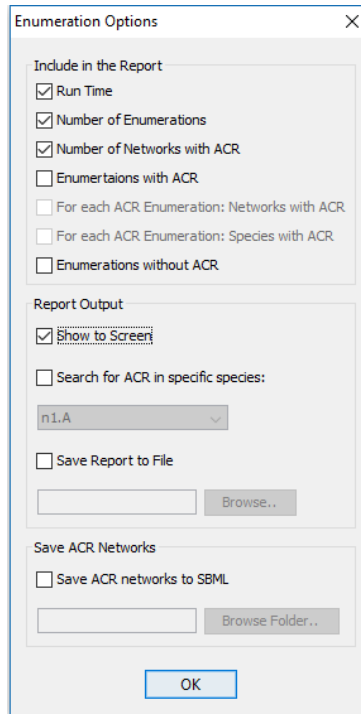 Enumeration Options
Include in the Report
Run Time
Number of Enumerations
Number of Networks with ACR
Enumertaions with ACR
For each ACR Enumeration: Networks with ACR
For each ACR Enumeration: Species with ACR
Enumerations without ACR
Report Output
Show to Screen
Search for ACR in specific species:
n1.A
Save Report to File
Browse..
Save ACR Networks
Save ACR networks to SBML
Browse Folder..
OK